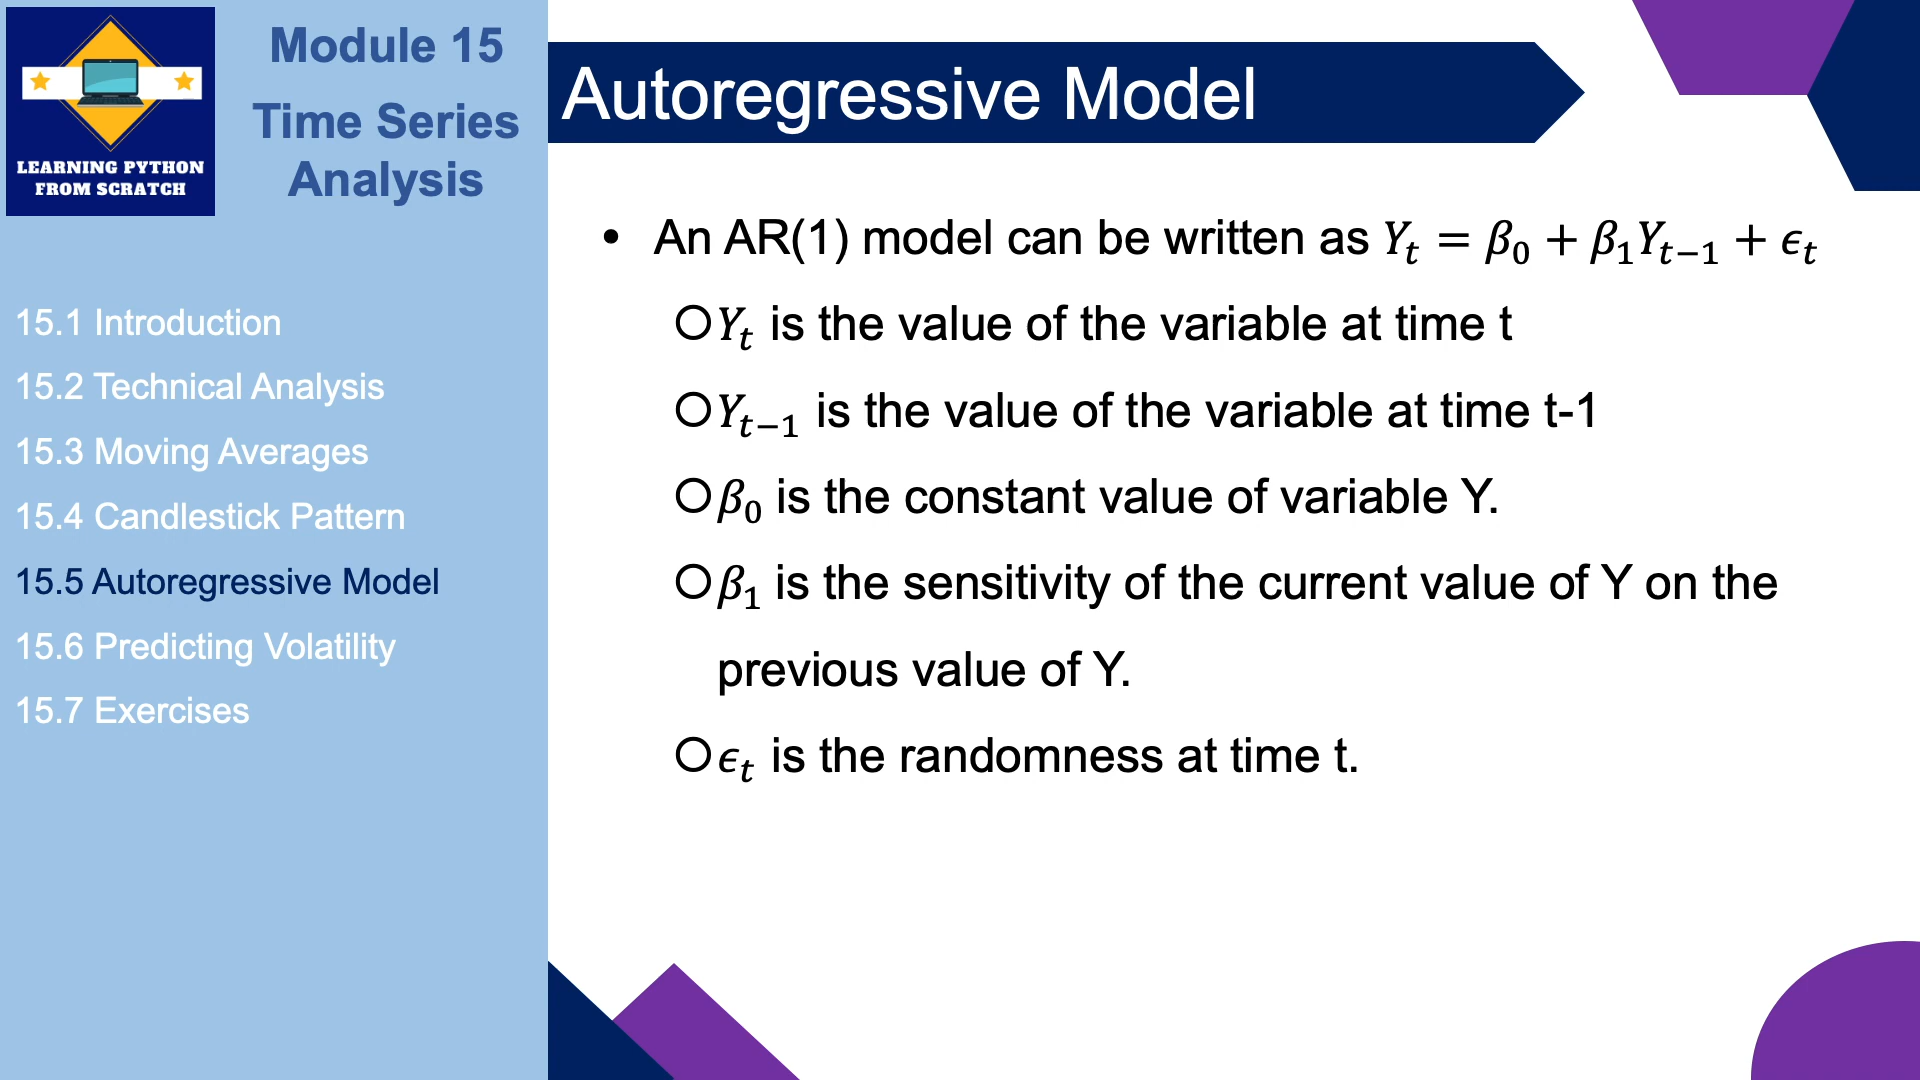 LEARNING PYTHON
FROM SCRATCH
Module 15
Time Series
Analysis
15.1 Introduction
15.2 Technical Analysis
15.3 Moving Averages
15.4 Candlestick Pattern
15.5 Autoregressive Model
15.6 Predicting Volatility
15.7 Exercises
Autoregressive Model
• An AR(1) model can be written as 𝑌ₜ = 𝛽₀ + 𝛽₁𝑌ₜ₋₁ + 𝜖ₜ
○ 𝑌ₜ is the value of the variable at time t
○ 𝑌ₜ₋₁ is the value of the variable at time t-1
○ 𝛽₀ is the constant value of variable Y.
○ 𝛽₁ is the sensitivity of the current value of Y on the
previous value of Y.
○ 𝜖ₜ is the randomness at time t.